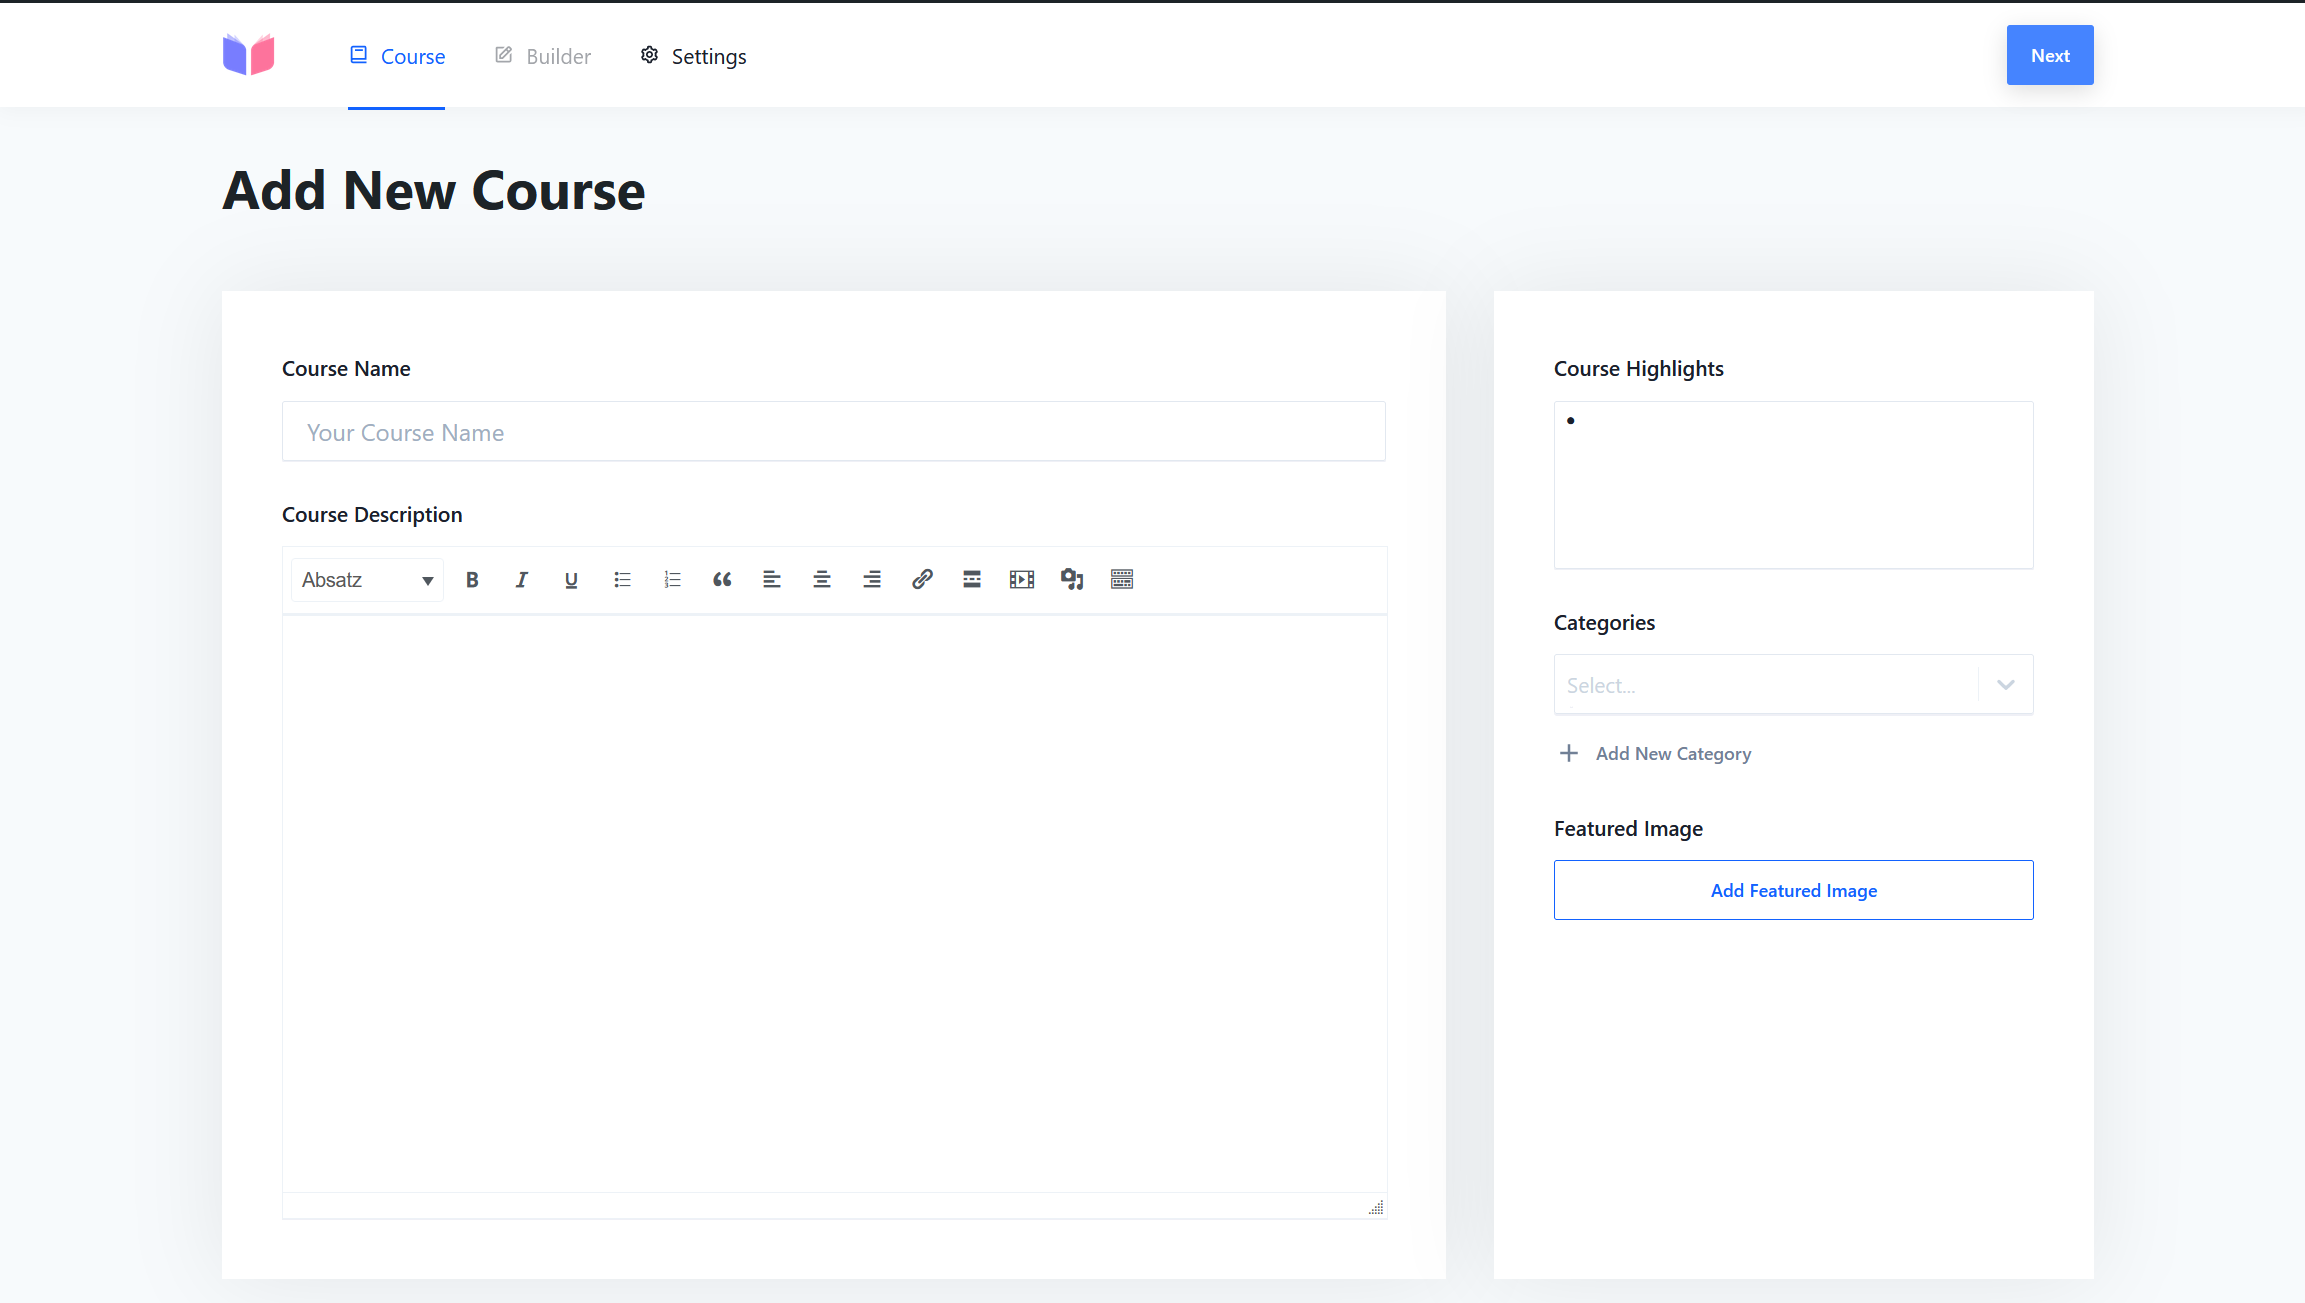 Course
Builder
Settings
Next
Add New Course
Course Name
Your Course Name
Course Description
Absatz
Course Highlights
Categories
Select...
Add New Category
Featured Image
Add Featured Image